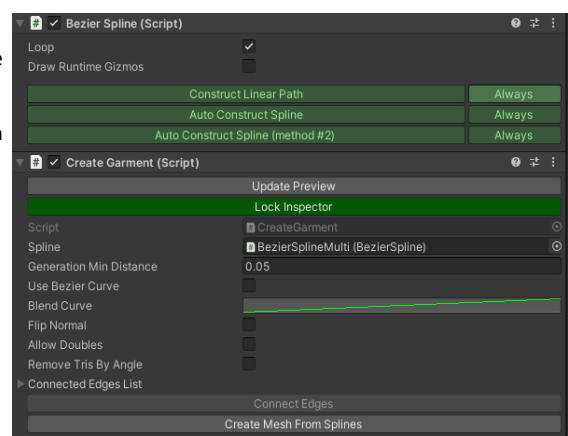 Bezier Spline (Script)
Loop
Draw Runtime Gizmos
Construct Linear Path Always
Auto Construct Spline Always
Auto Construct Spline (method #2) Always
Create Garment (Script)
Update Preview
Lock Inspector
Script CreateGarment
Spline BezierSplineMulti (BezierSpline)
Generation Min Distance 0.05
Use Bezier Curve
Blend Curve
Flip Normal
Allow Doubles
Remove Tris By Angle
Connected Edges List
Connect Edges
Create Mesh From Splines